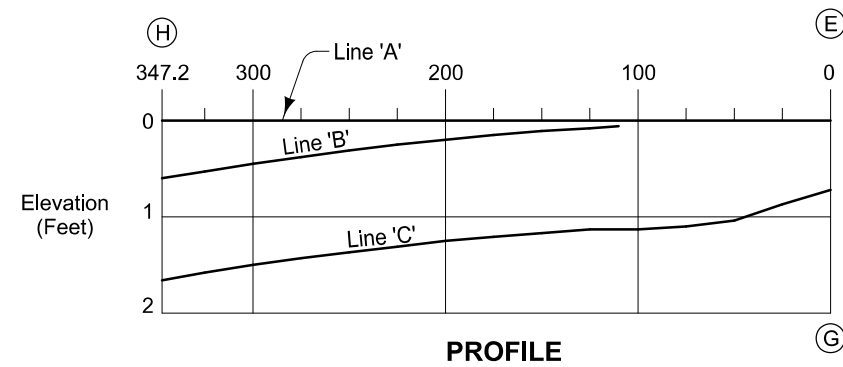 H
E
Line 'A'
347.2 300 200 100 0
0
Line 'B'
Elevation
(Feet)
1
Line 'C'
2
G
PROFILE